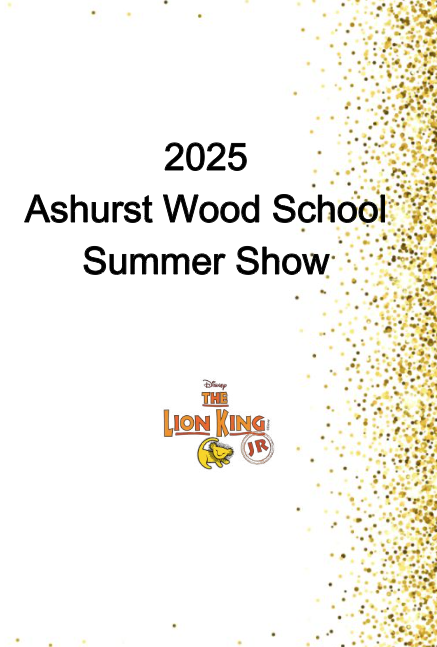 2025
Ashurst Wood School
Summer Show
Disney
THE
LION KING
JR